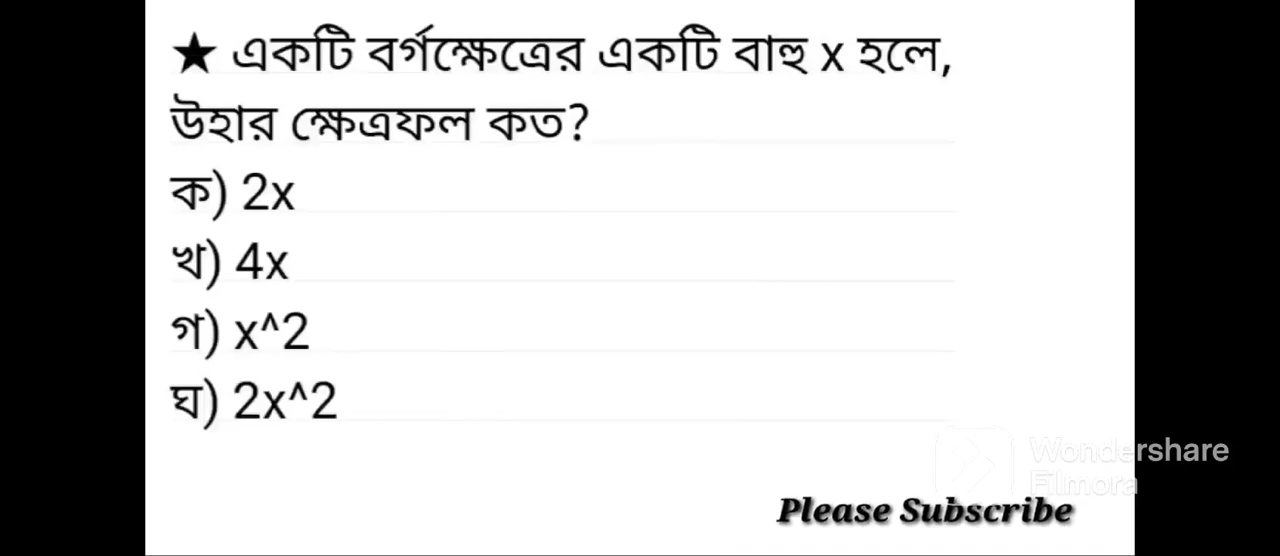 ★ একটি বর্গক্ষেত্রের একটি বাহু x হলে,
উহার ক্ষেত্রফল কত?
ক) 2x
খ) 4x
গ) x^2
ঘ) 2x^2
Wondershare
Filmora
Please Subscribe